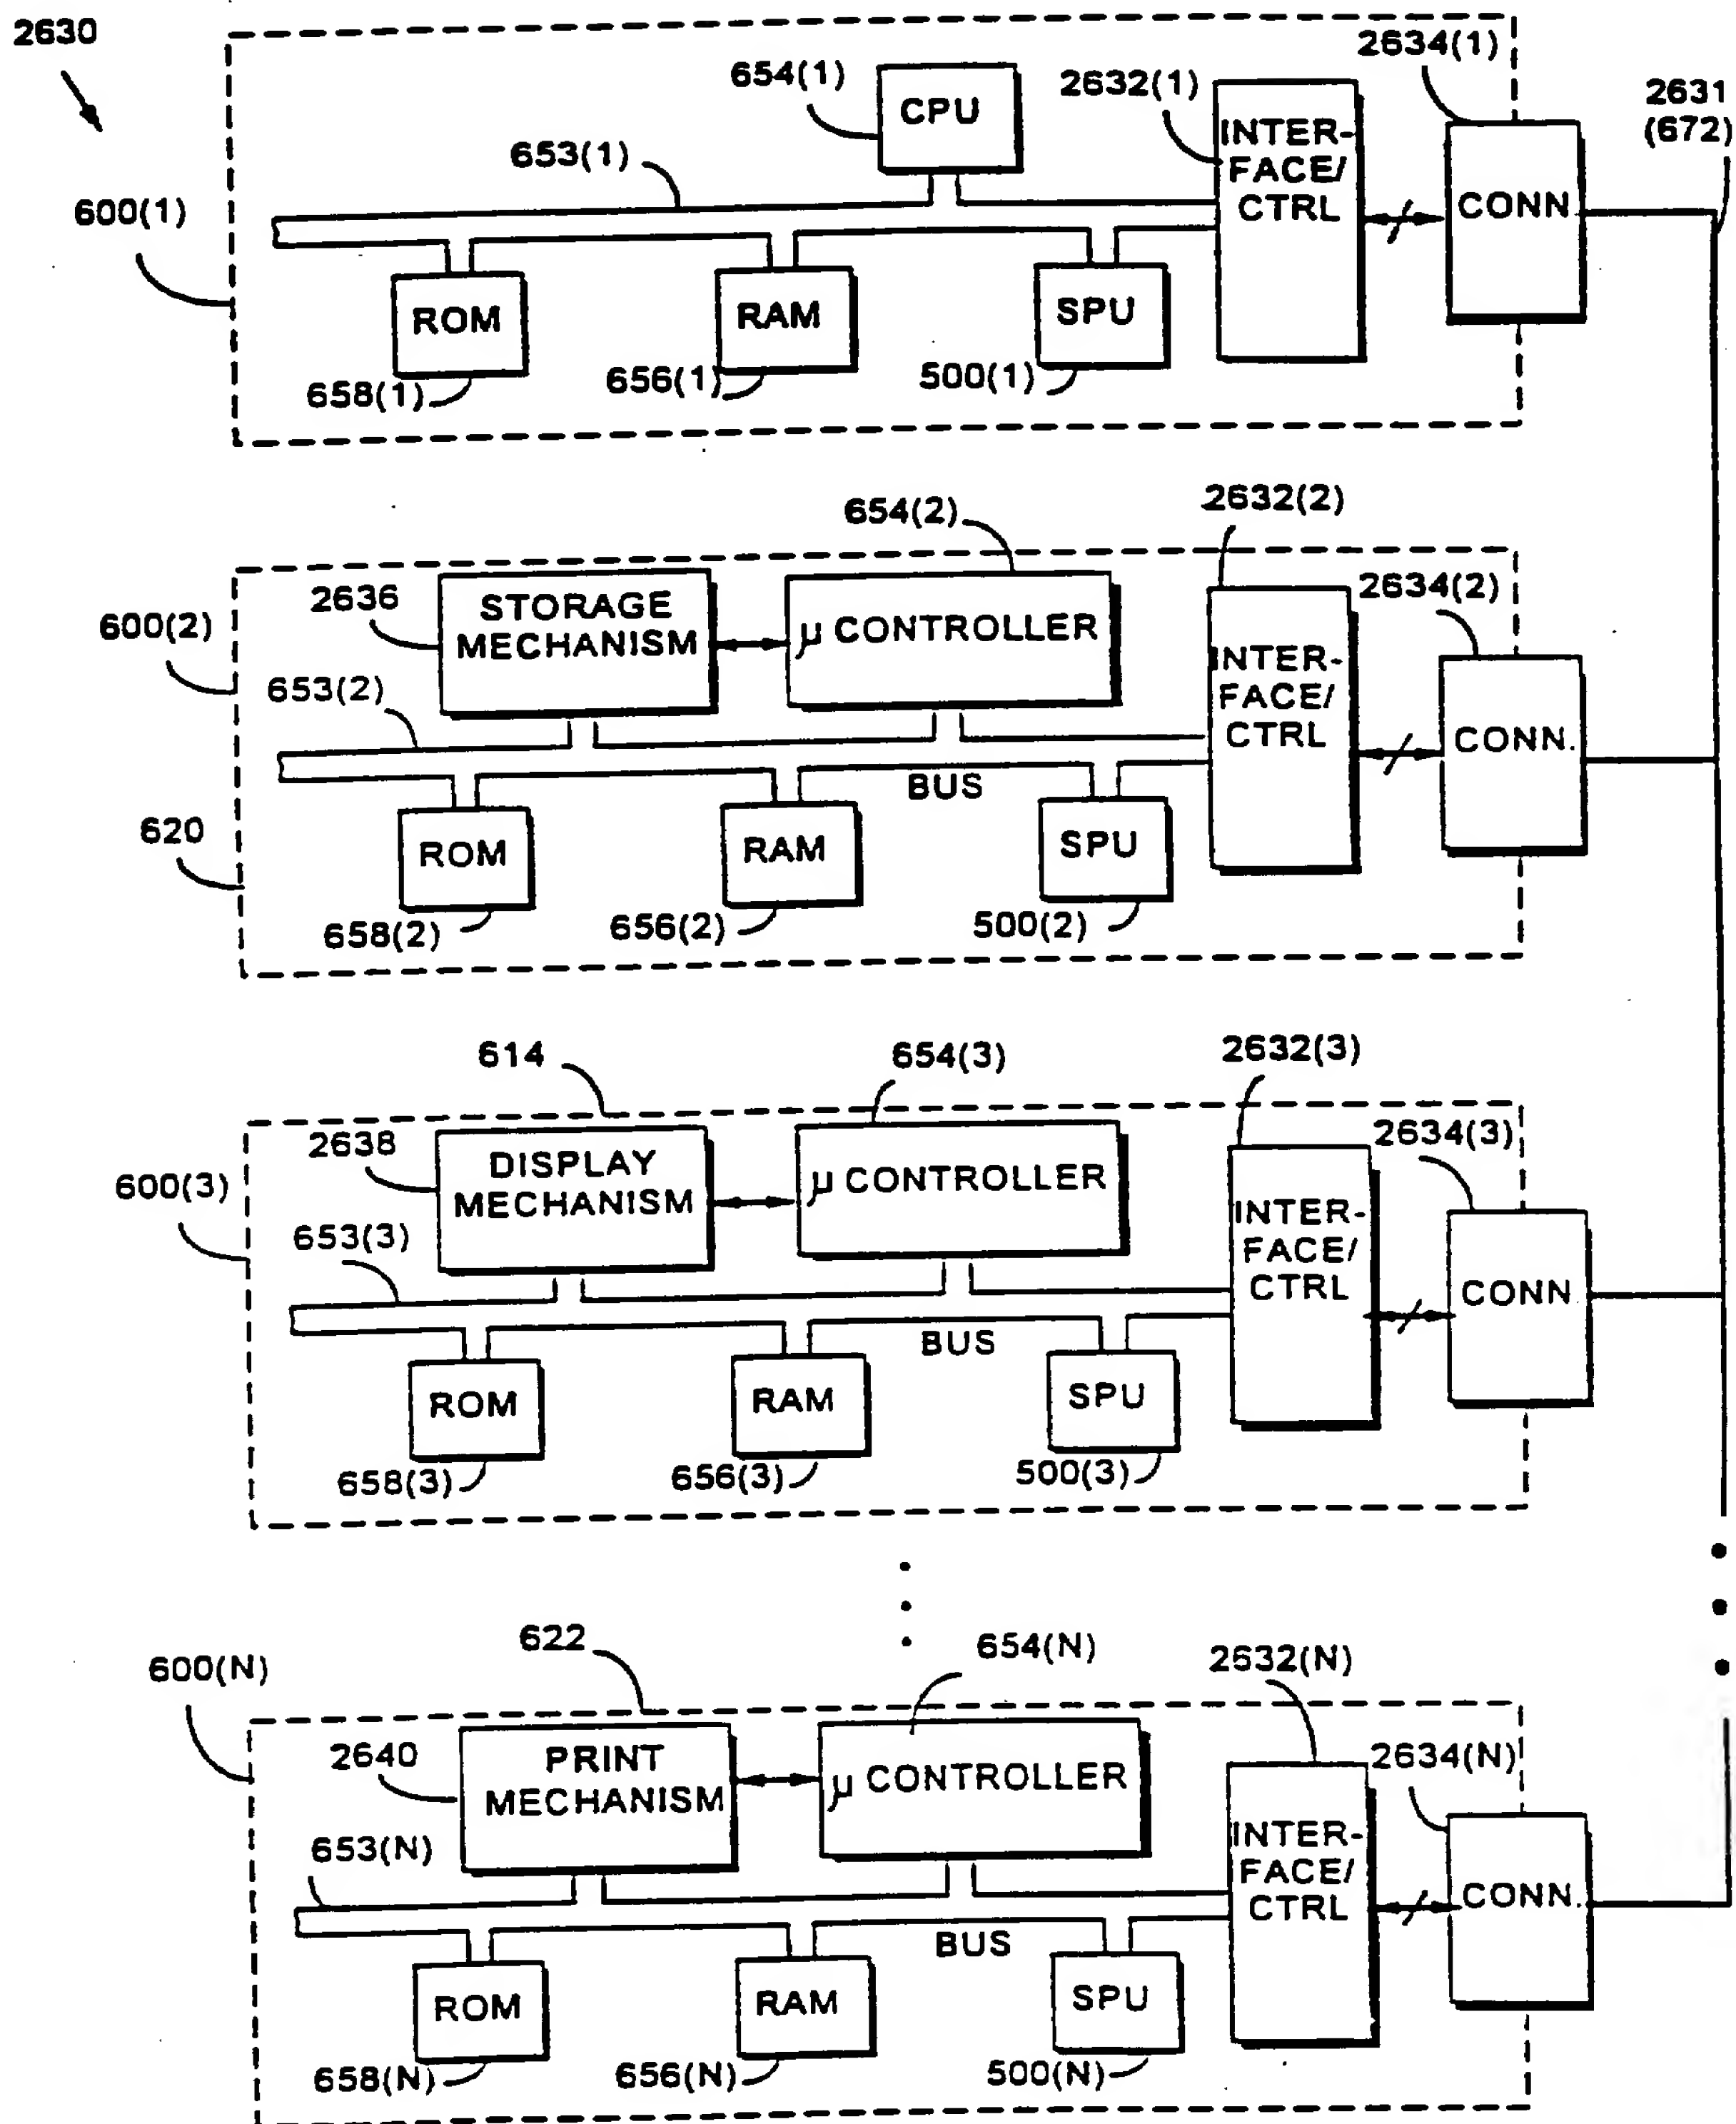 2630
2634(1)
654(1)
2632(1)
2631
(672)
CPU
INTER-
FACE/
CTRL
653(1)
600(1)
CONN
ROM
RAM
SPU
658(1)
656(1)
500(1)
654(2)
2632(2)
2634(2)
2636
STORAGE
MECHANISM
μ CONTROLLER
600(2)
INTER-
FACE/
CTRL
653(2)
CONN.
BUS
620
ROM
RAM
SPU
658(2)
656(2)
500(2)
614
654(3)
2632(3)
2634(3)
2638
DISPLAY
MECHANISM
μ CONTROLLER
600(3)
INTER-
FACE/
CTRL
653(3)
CONN
BUS
ROM
RAM
SPU
658(3)
656(3)
500(3)
622
654(N)
2632(N)
600(N)
2634(N)
2640
PRINT
MECHANISM
μ CONTROLLER
INTER-
FACE/
CTRL
653(N)
CONN.
BUS
ROM
RAM
SPU
658(N)
656(N)
500(N)